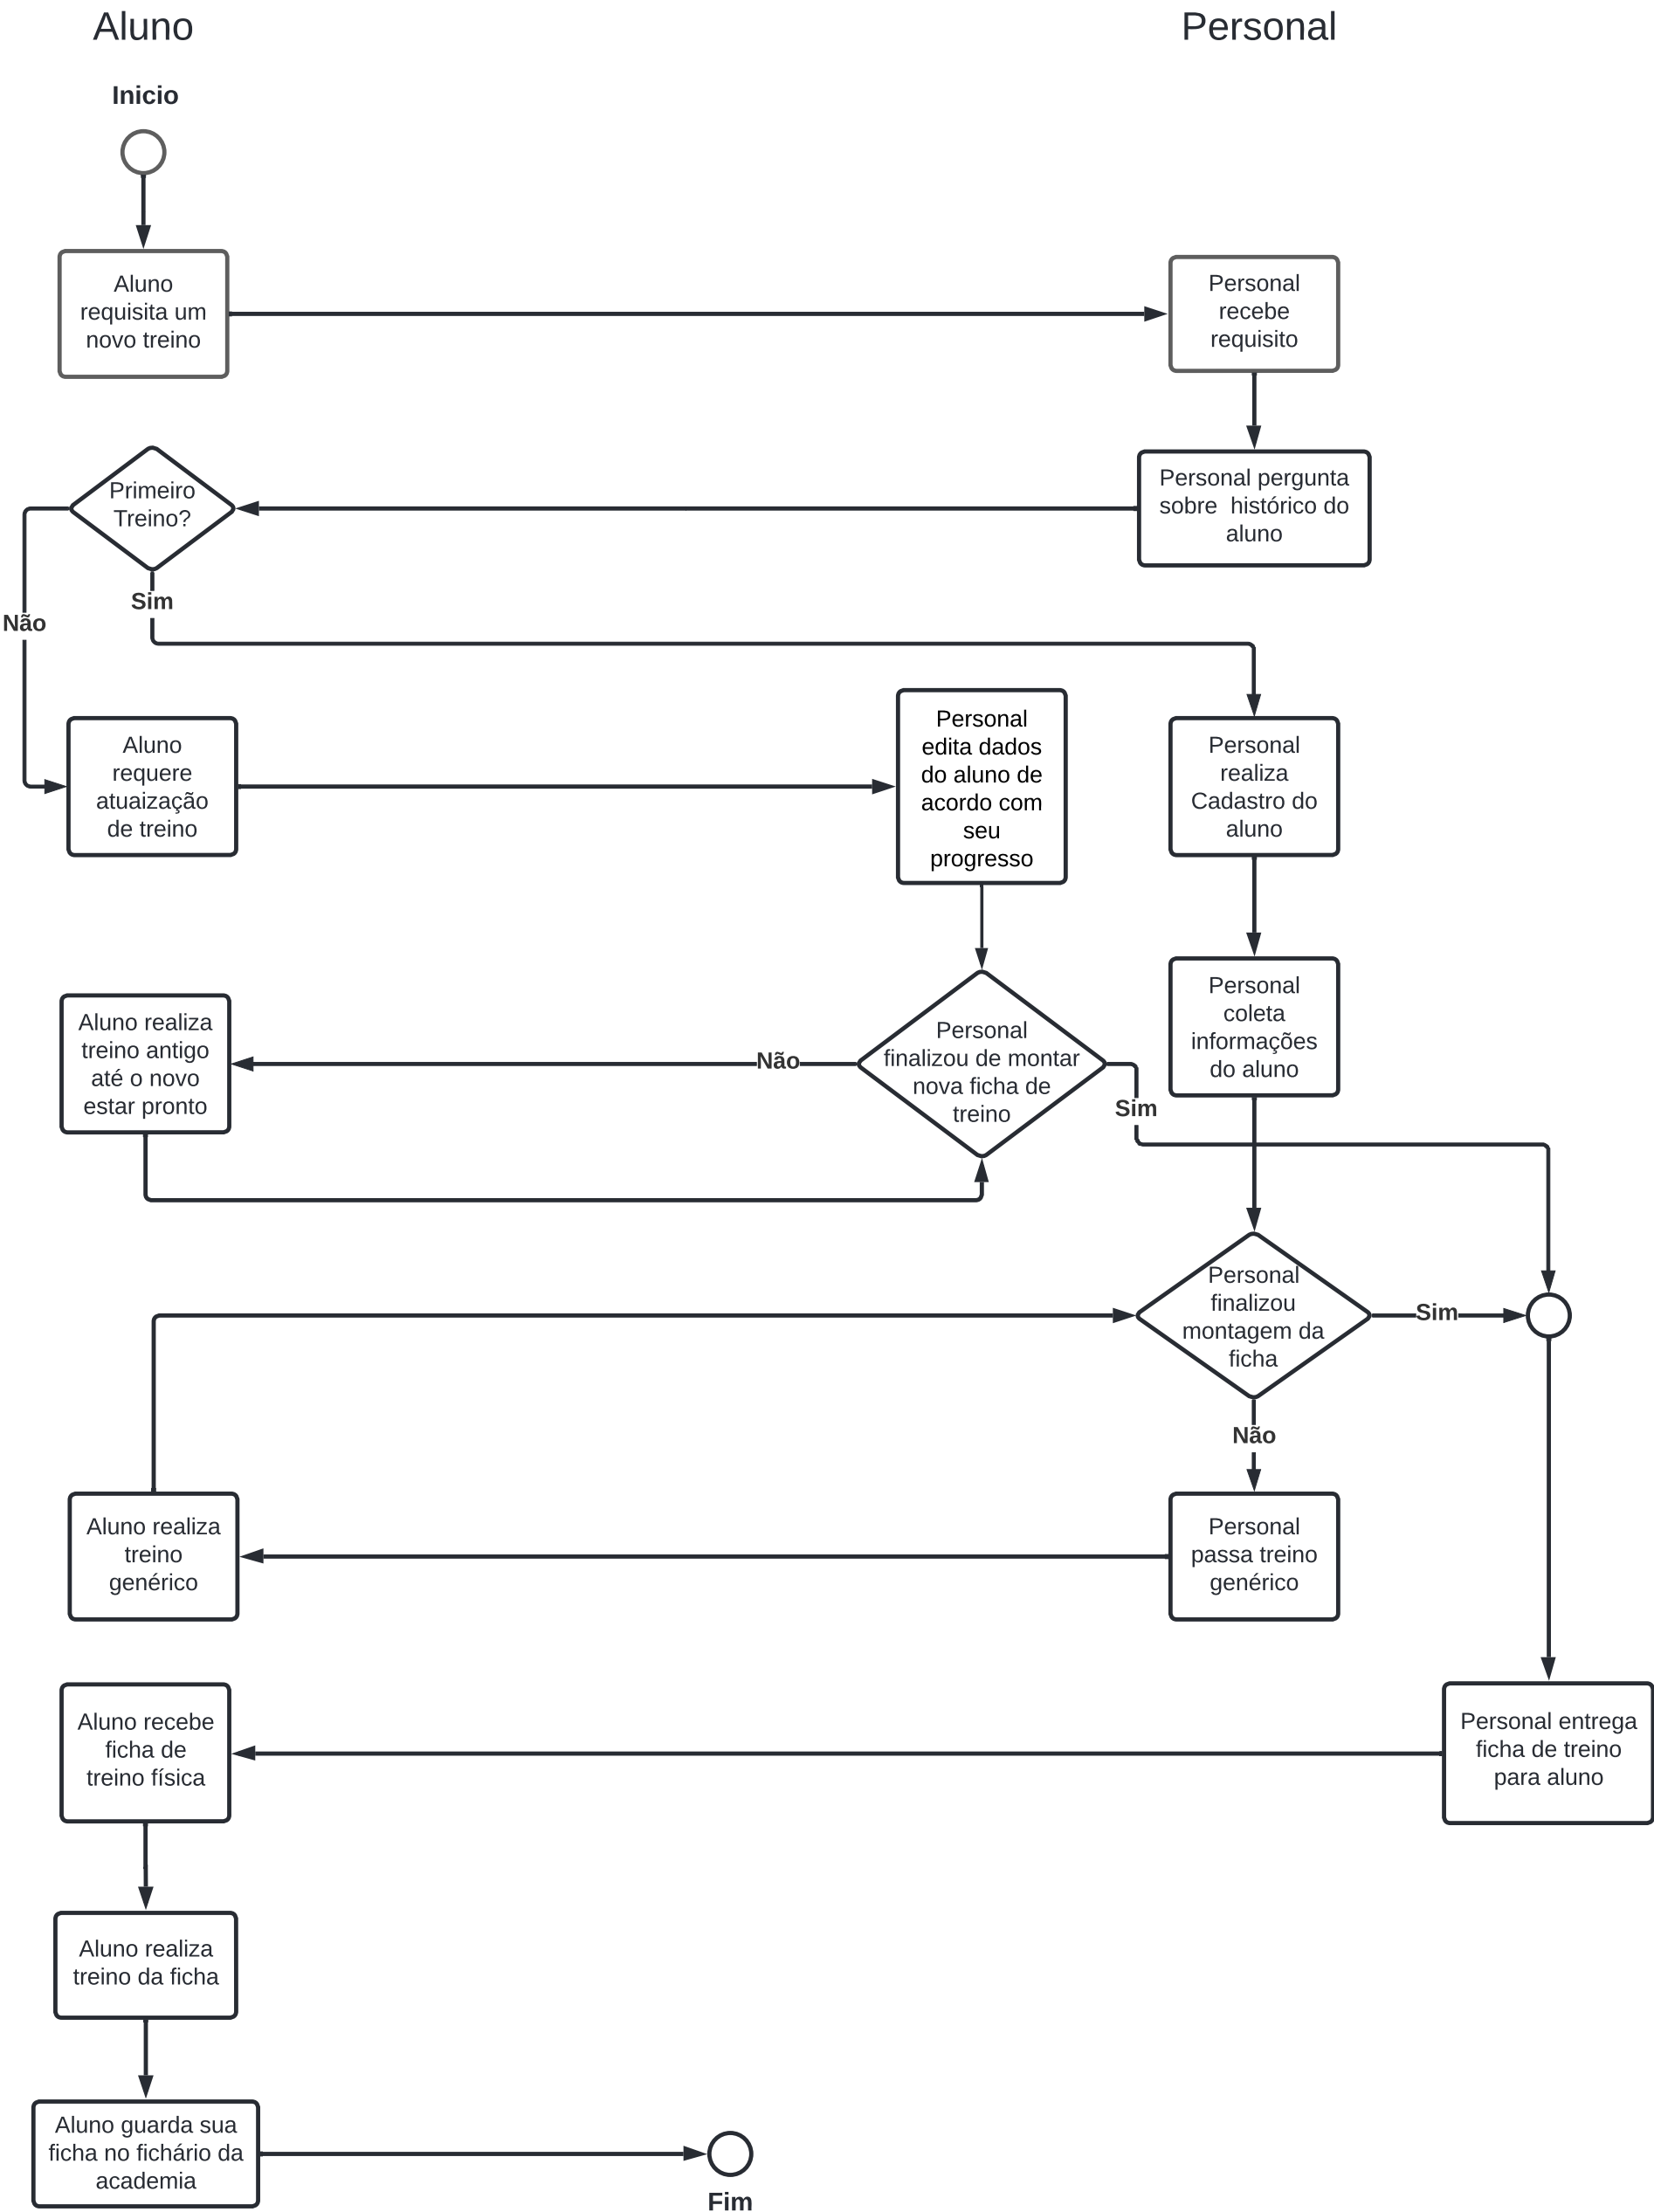 Aluno
Personal
Inicio
Aluno
requisita um
novo treino
Personal
recebe
requisito
Primeiro
Treino?
Personal pergunta
sobre  histórico do
aluno
Sim
Não
Aluno
requere
atuaização
de treino
Personal
edita dados
do aluno de
acordo com
seu
progresso
Personal
realiza
Cadastro do
aluno
Aluno realiza
treino antigo
até o novo
estar pronto
Não
Personal
finalizou de montar
nova ficha de
treino
Sim
Personal
coleta
informações
do aluno
Personal
finalizou
montagem da
ficha
Sim
Não
Aluno realiza
treino
genérico
Personal
passa treino
genérico
Aluno recebe
ficha de
treino física
Personal entrega
ficha de treino
para aluno
Aluno realiza
treino da ficha
Aluno guarda sua
ficha no fichário da
academia
Fim